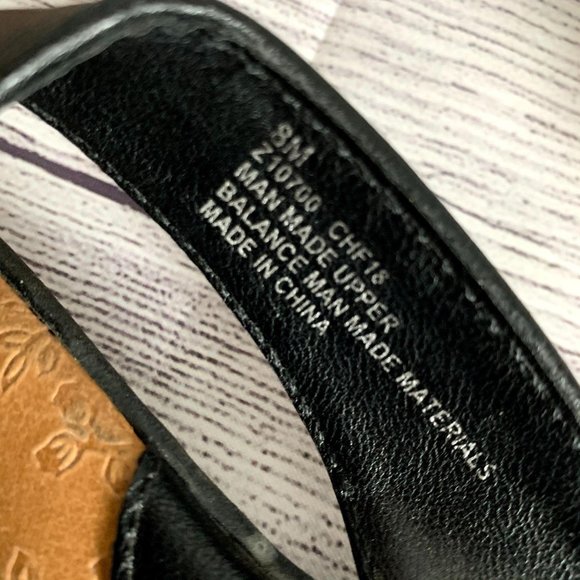 8M
Z10700 CHF18
MAN MADE UPPER
BALANCE MAN MADE MATERIALS
MADE IN CHINA